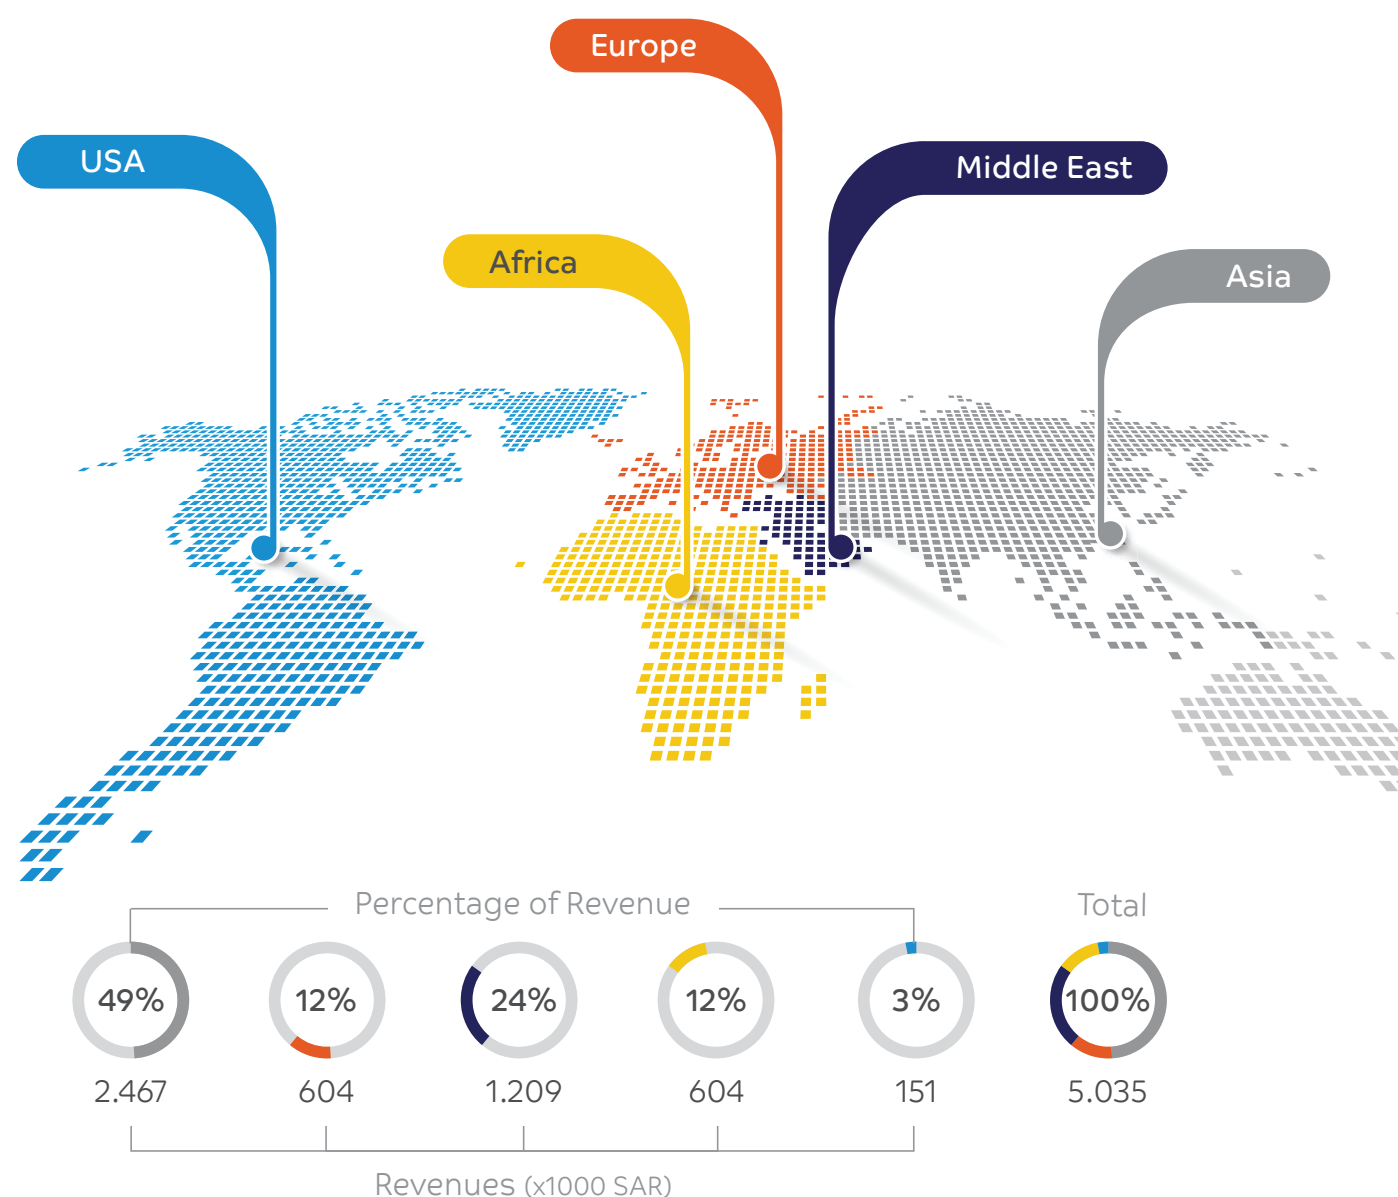 Europe
USA
Middle East
Africa
Asia
Percentage of Revenue
Total
49%
12%
24%
12%
3%
100%
2.467
604
1.209
604
151
5.035
Revenues (x1000 SAR)